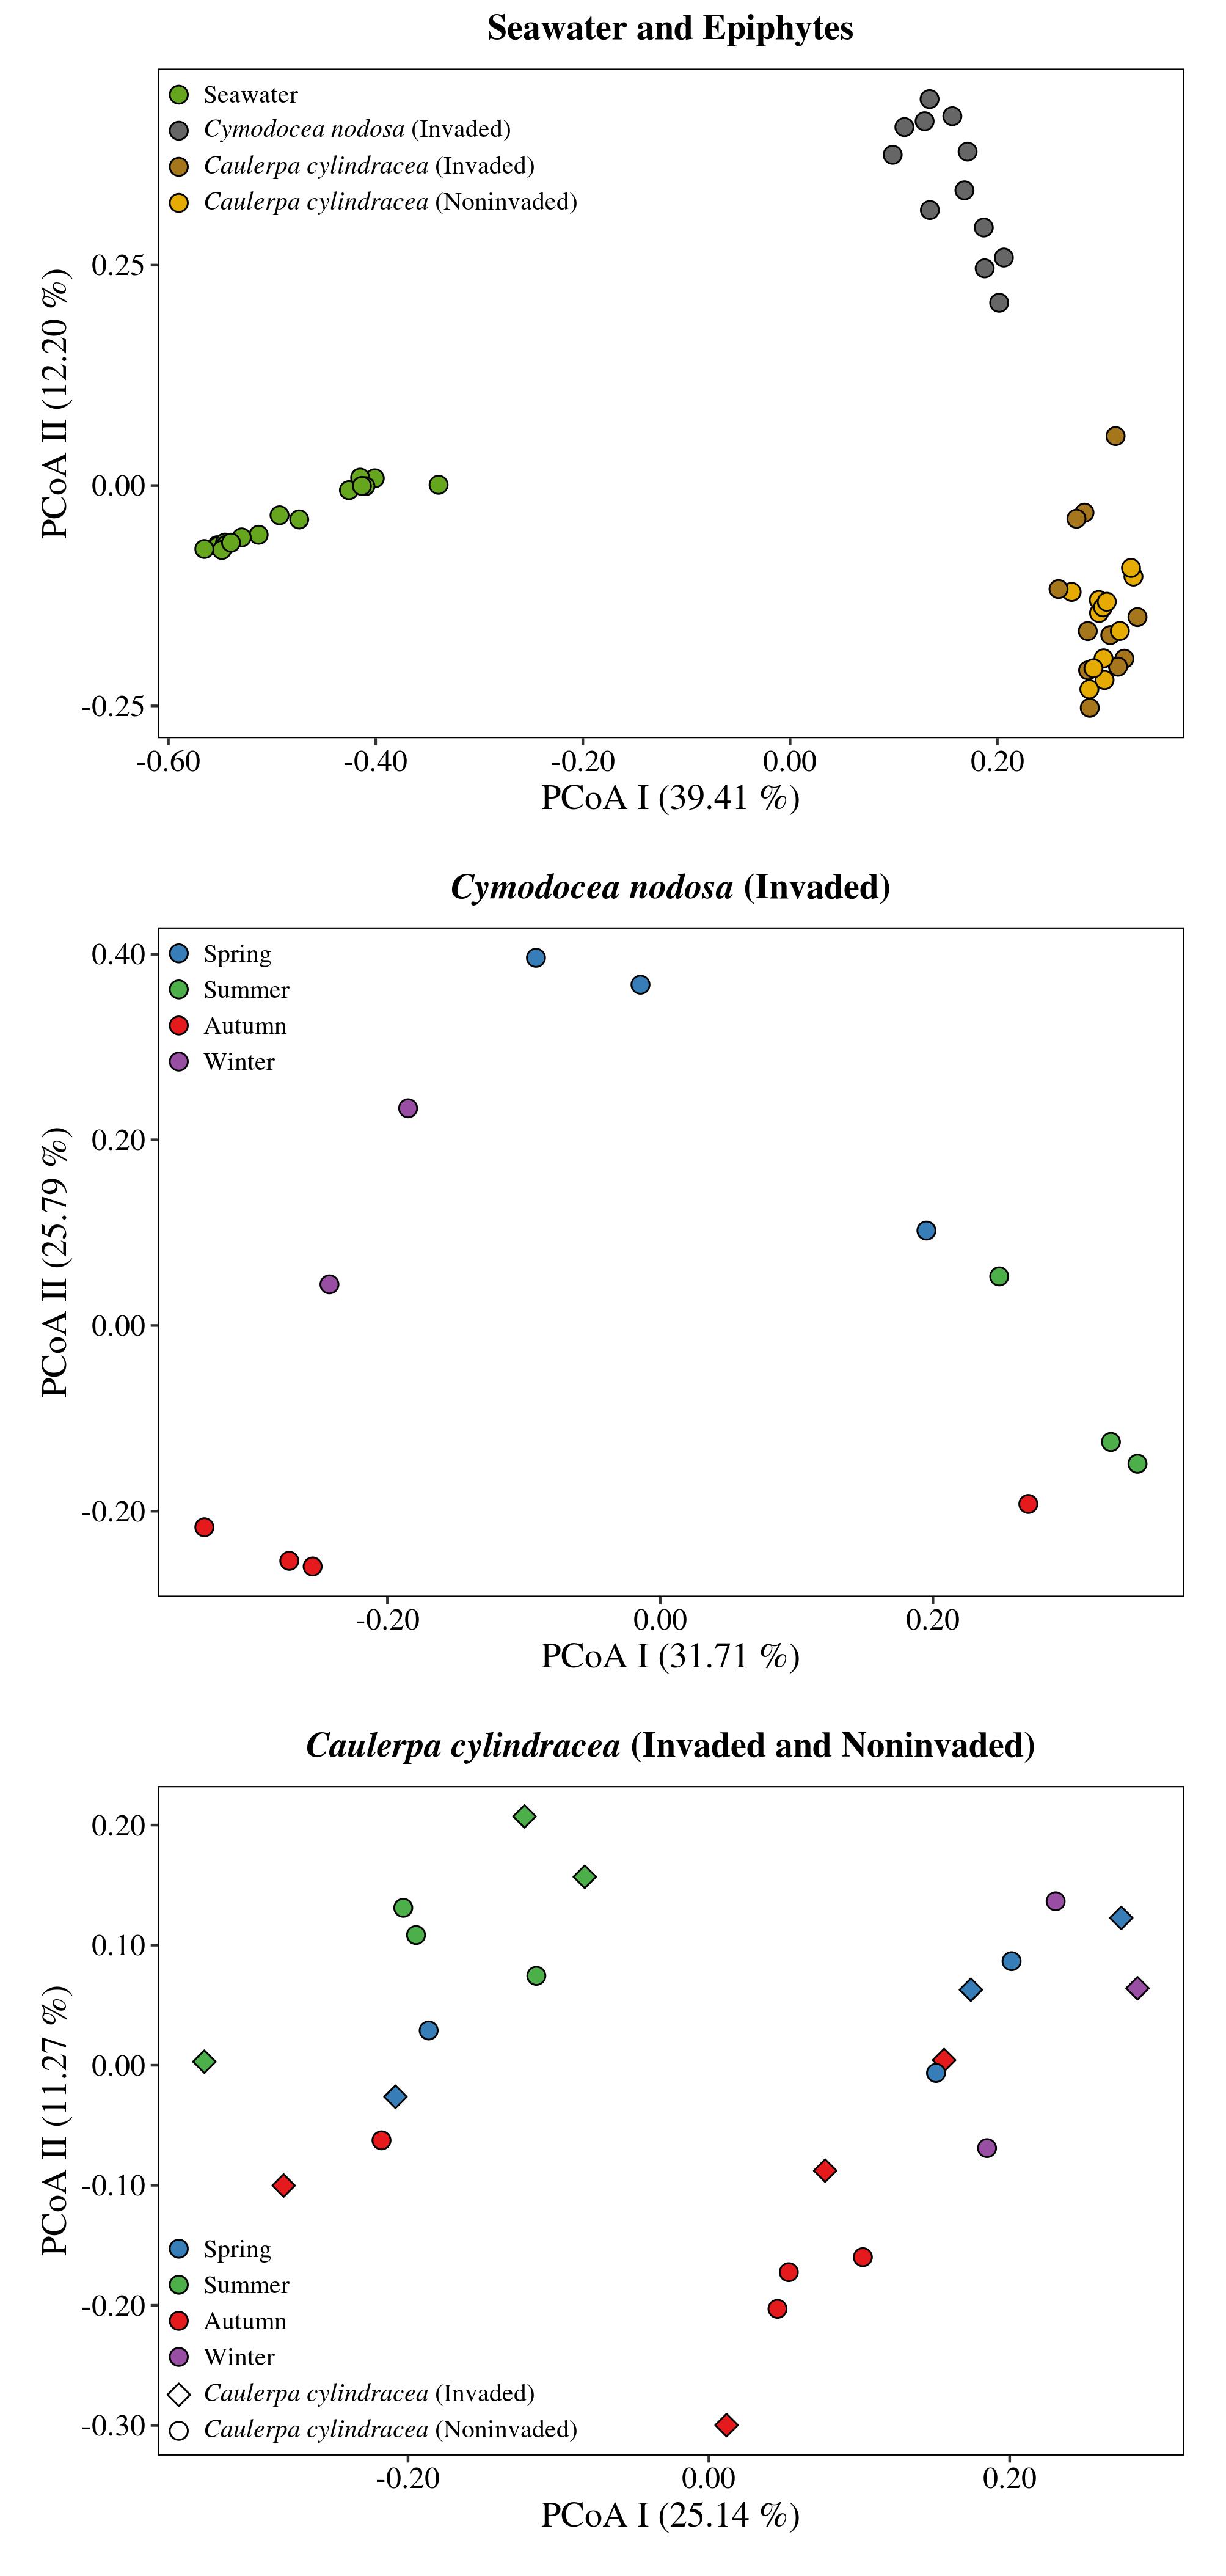 Seawater and Epiphytes
Seawater
Cymodocea nodosa (Invaded)
Caulerpa cylindracea (Invaded)
Caulerpa cylindracea (Noninvaded)
0.25
0.00
-0.25
PCoA II (12.20 %)
-0.60 -0.40 -0.20 0.00 0.20
PCoA I (39.41 %)
Cymodocea nodosa (Invaded)
Spring
Summer
Autumn
Winter
0.40
0.20
0.00
-0.20
PCoA II (25.79 %)
-0.20 0.00 0.20
PCoA I (31.71 %)
Caulerpa cylindracea (Invaded and Noninvaded)
0.20
0.10
0.00
-0.10
-0.20
-0.30
PCoA II (11.27 %)
Spring
Summer
Autumn
Winter
Caulerpa cylindracea (Invaded)
Caulerpa cylindracea (Noninvaded)
-0.20 0.00 0.20
PCoA I (25.14 %)